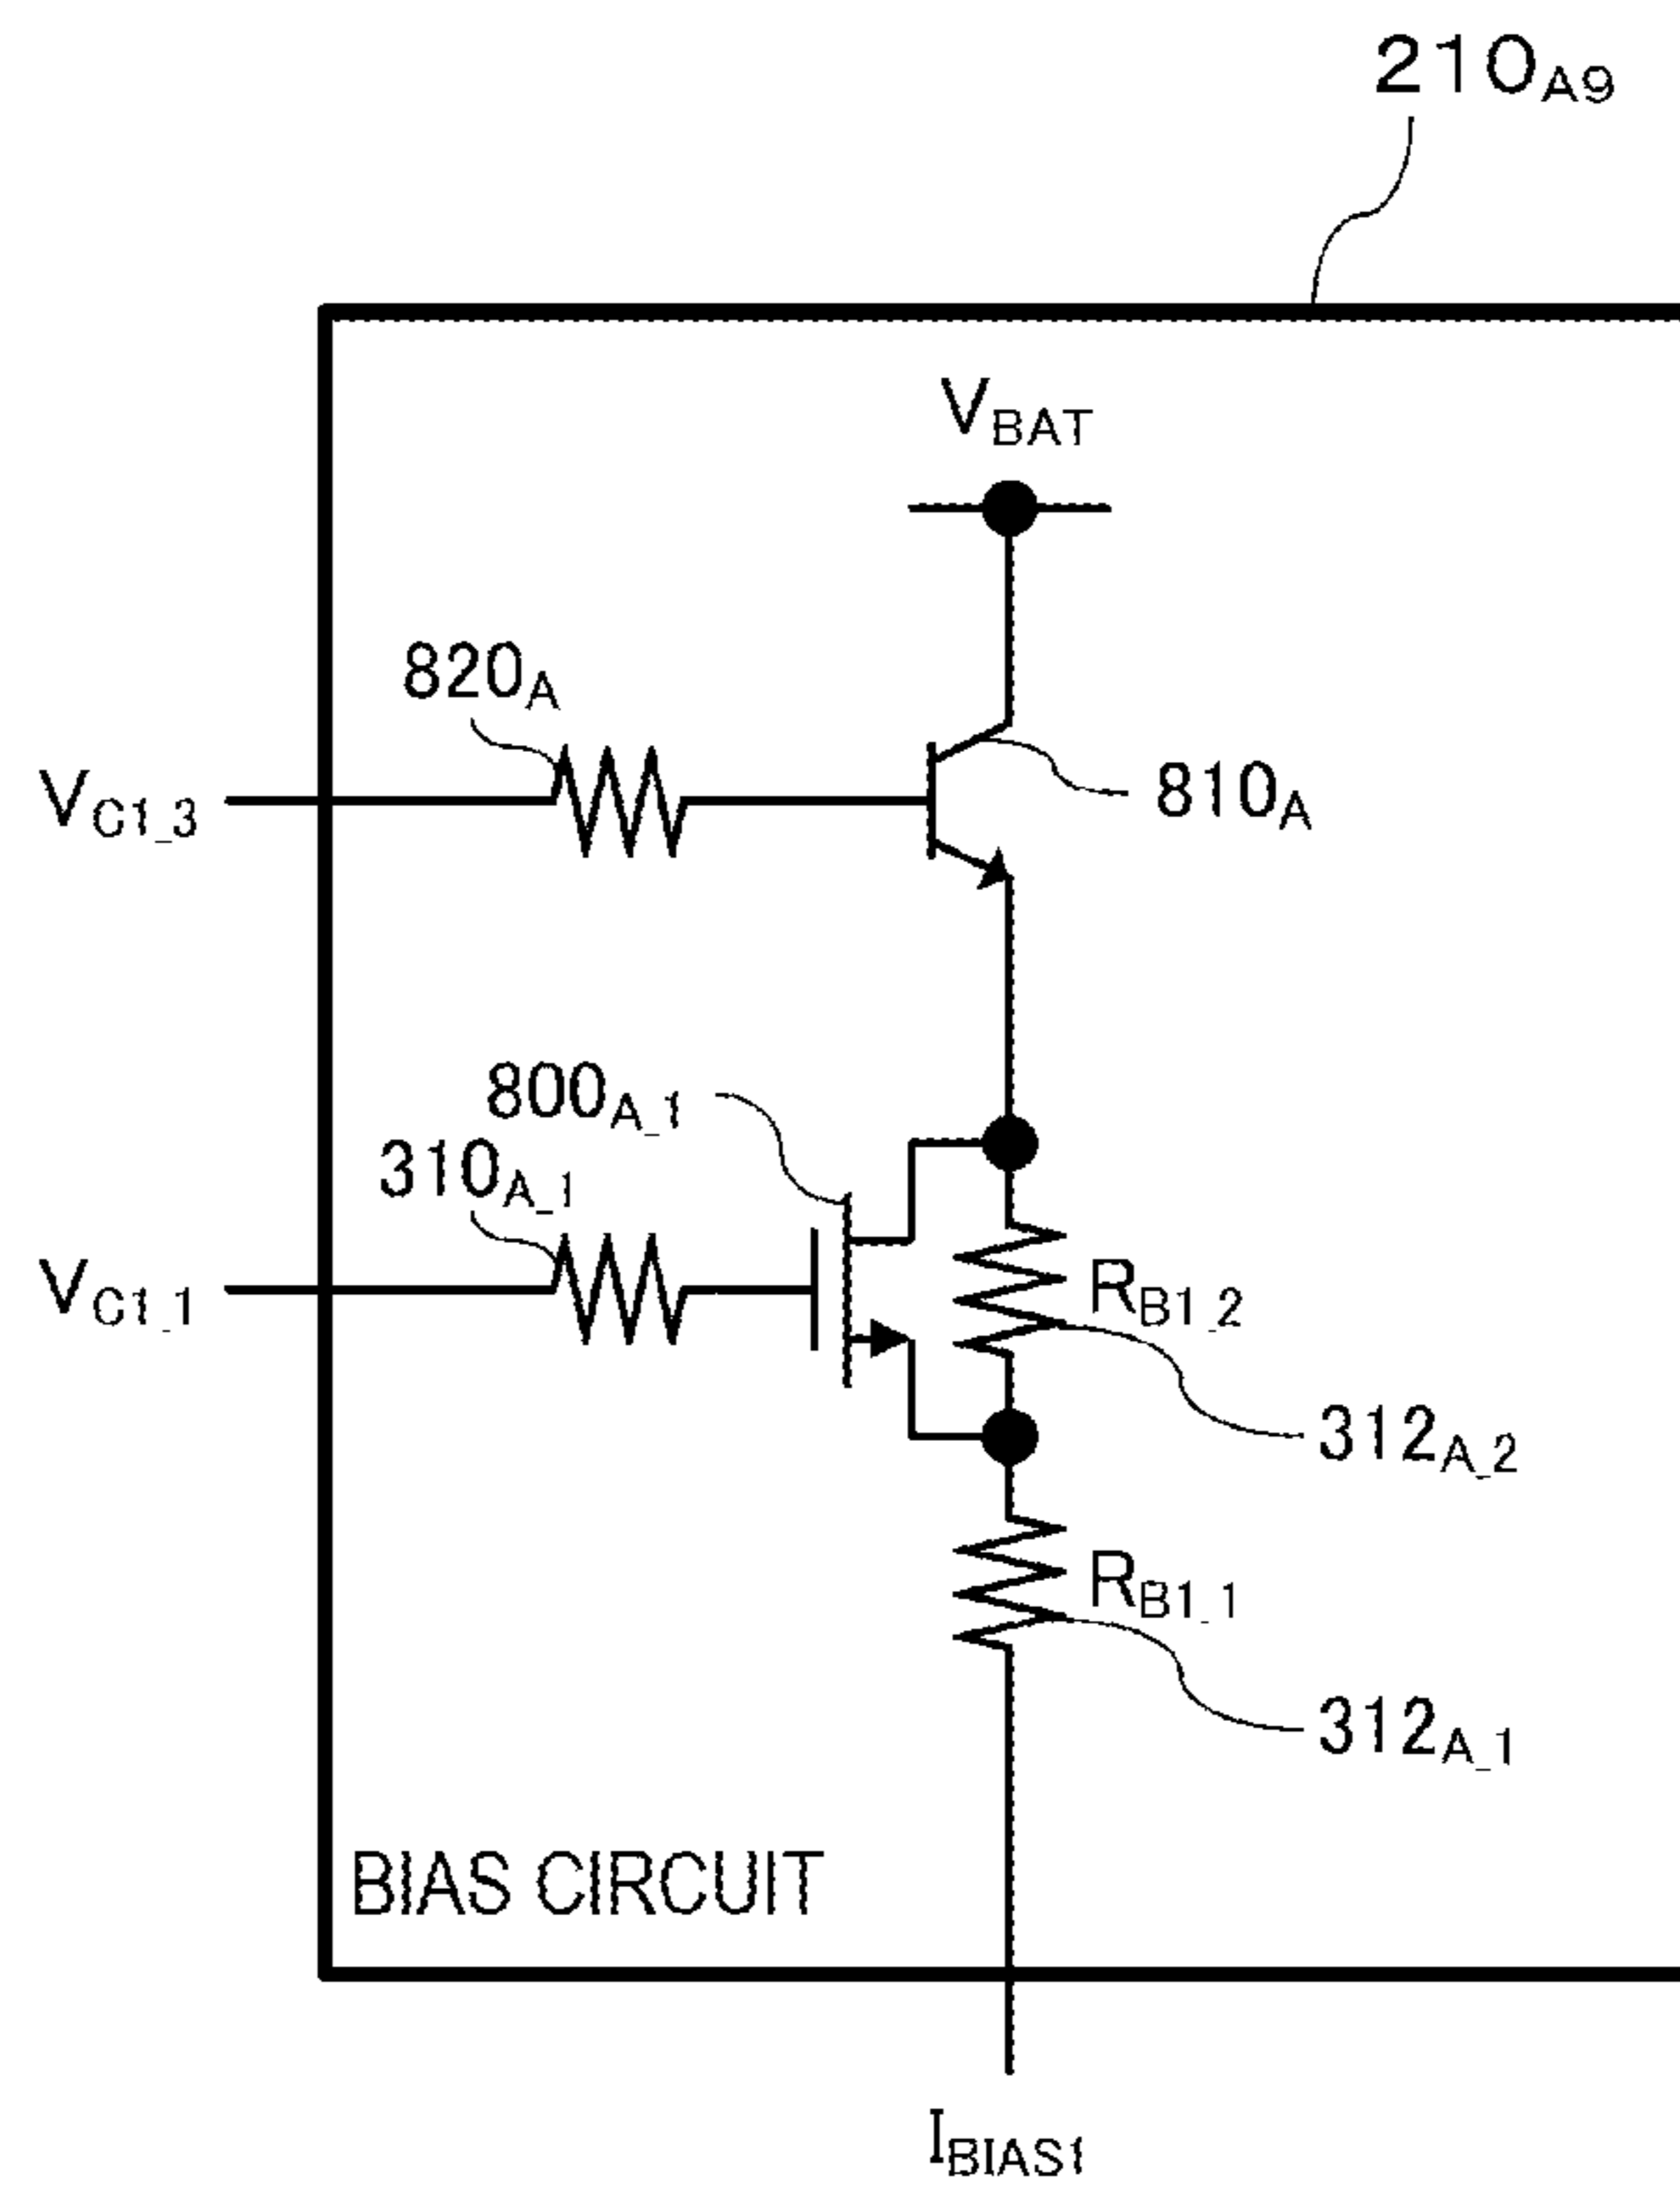 210A9
VBAT
820A
VC1_3
810A
800A_1
310A_1
VC1_1
RB1_2
312A_2
RB1_1
312A_1
BIAS CIRCUIT
IBIAS1